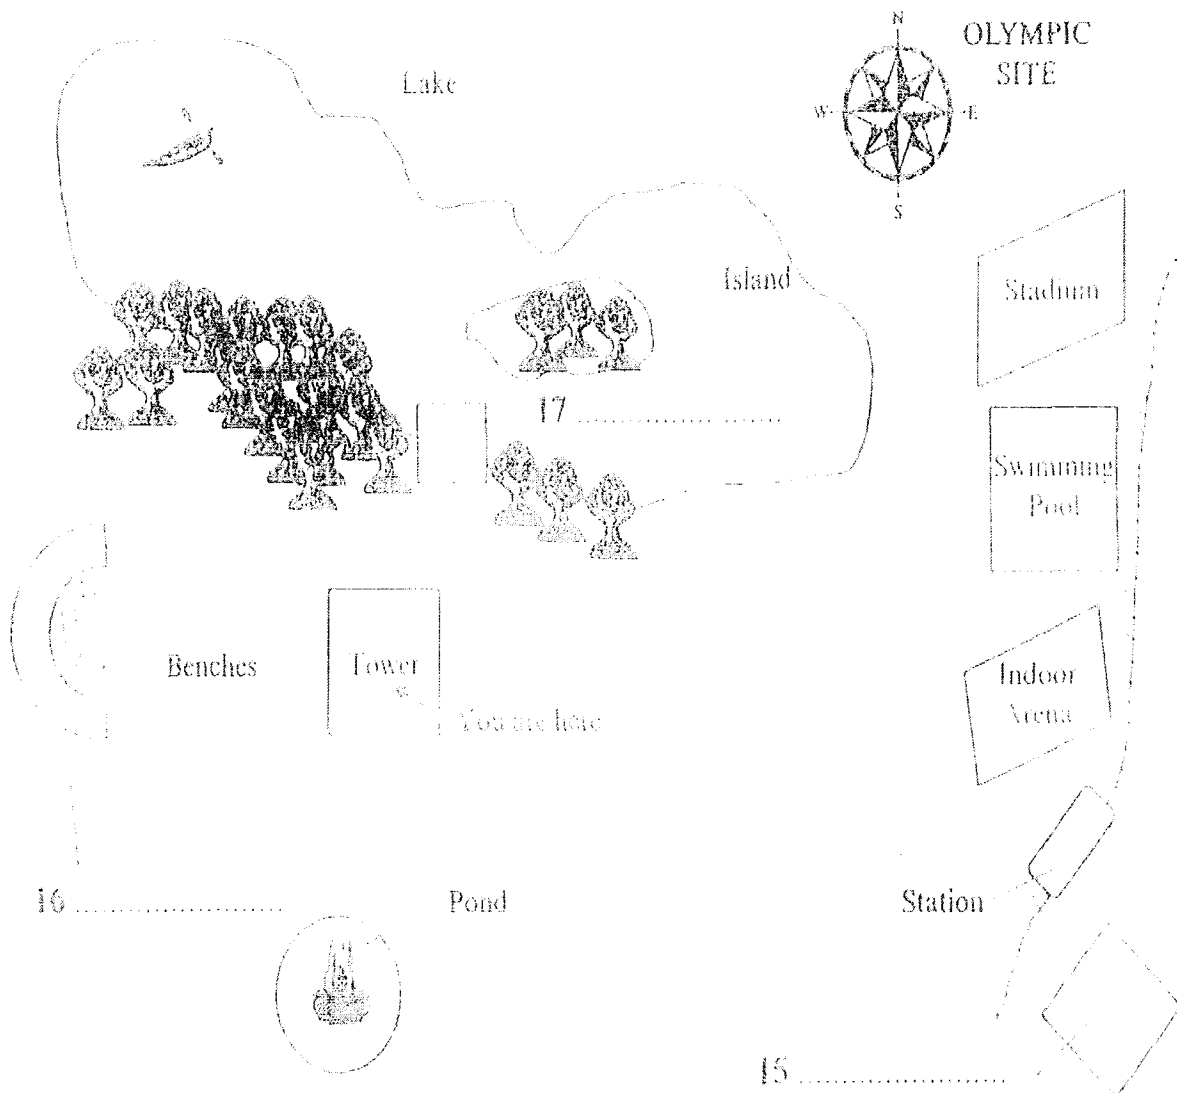 N
OLYMPIC
SITE
Lake
W
E
S
Island
Stadium
17 .....................
Swimming
Pool
Benches
Tower
Indoor
Arena
You are here
16 .....................
Pond
Station
15 .....................